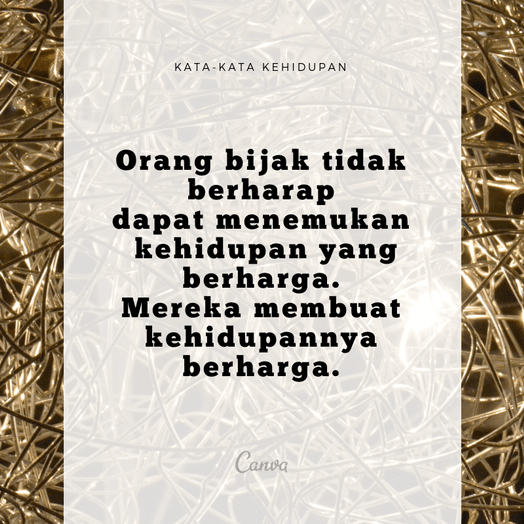 KATA-KATA KEHIDUPAN
Orang bijak tidak
berharap
dapat menemukan
kehidupan yang
berharga.
Mereka membuat
kehidupannya
berharga.
Canva